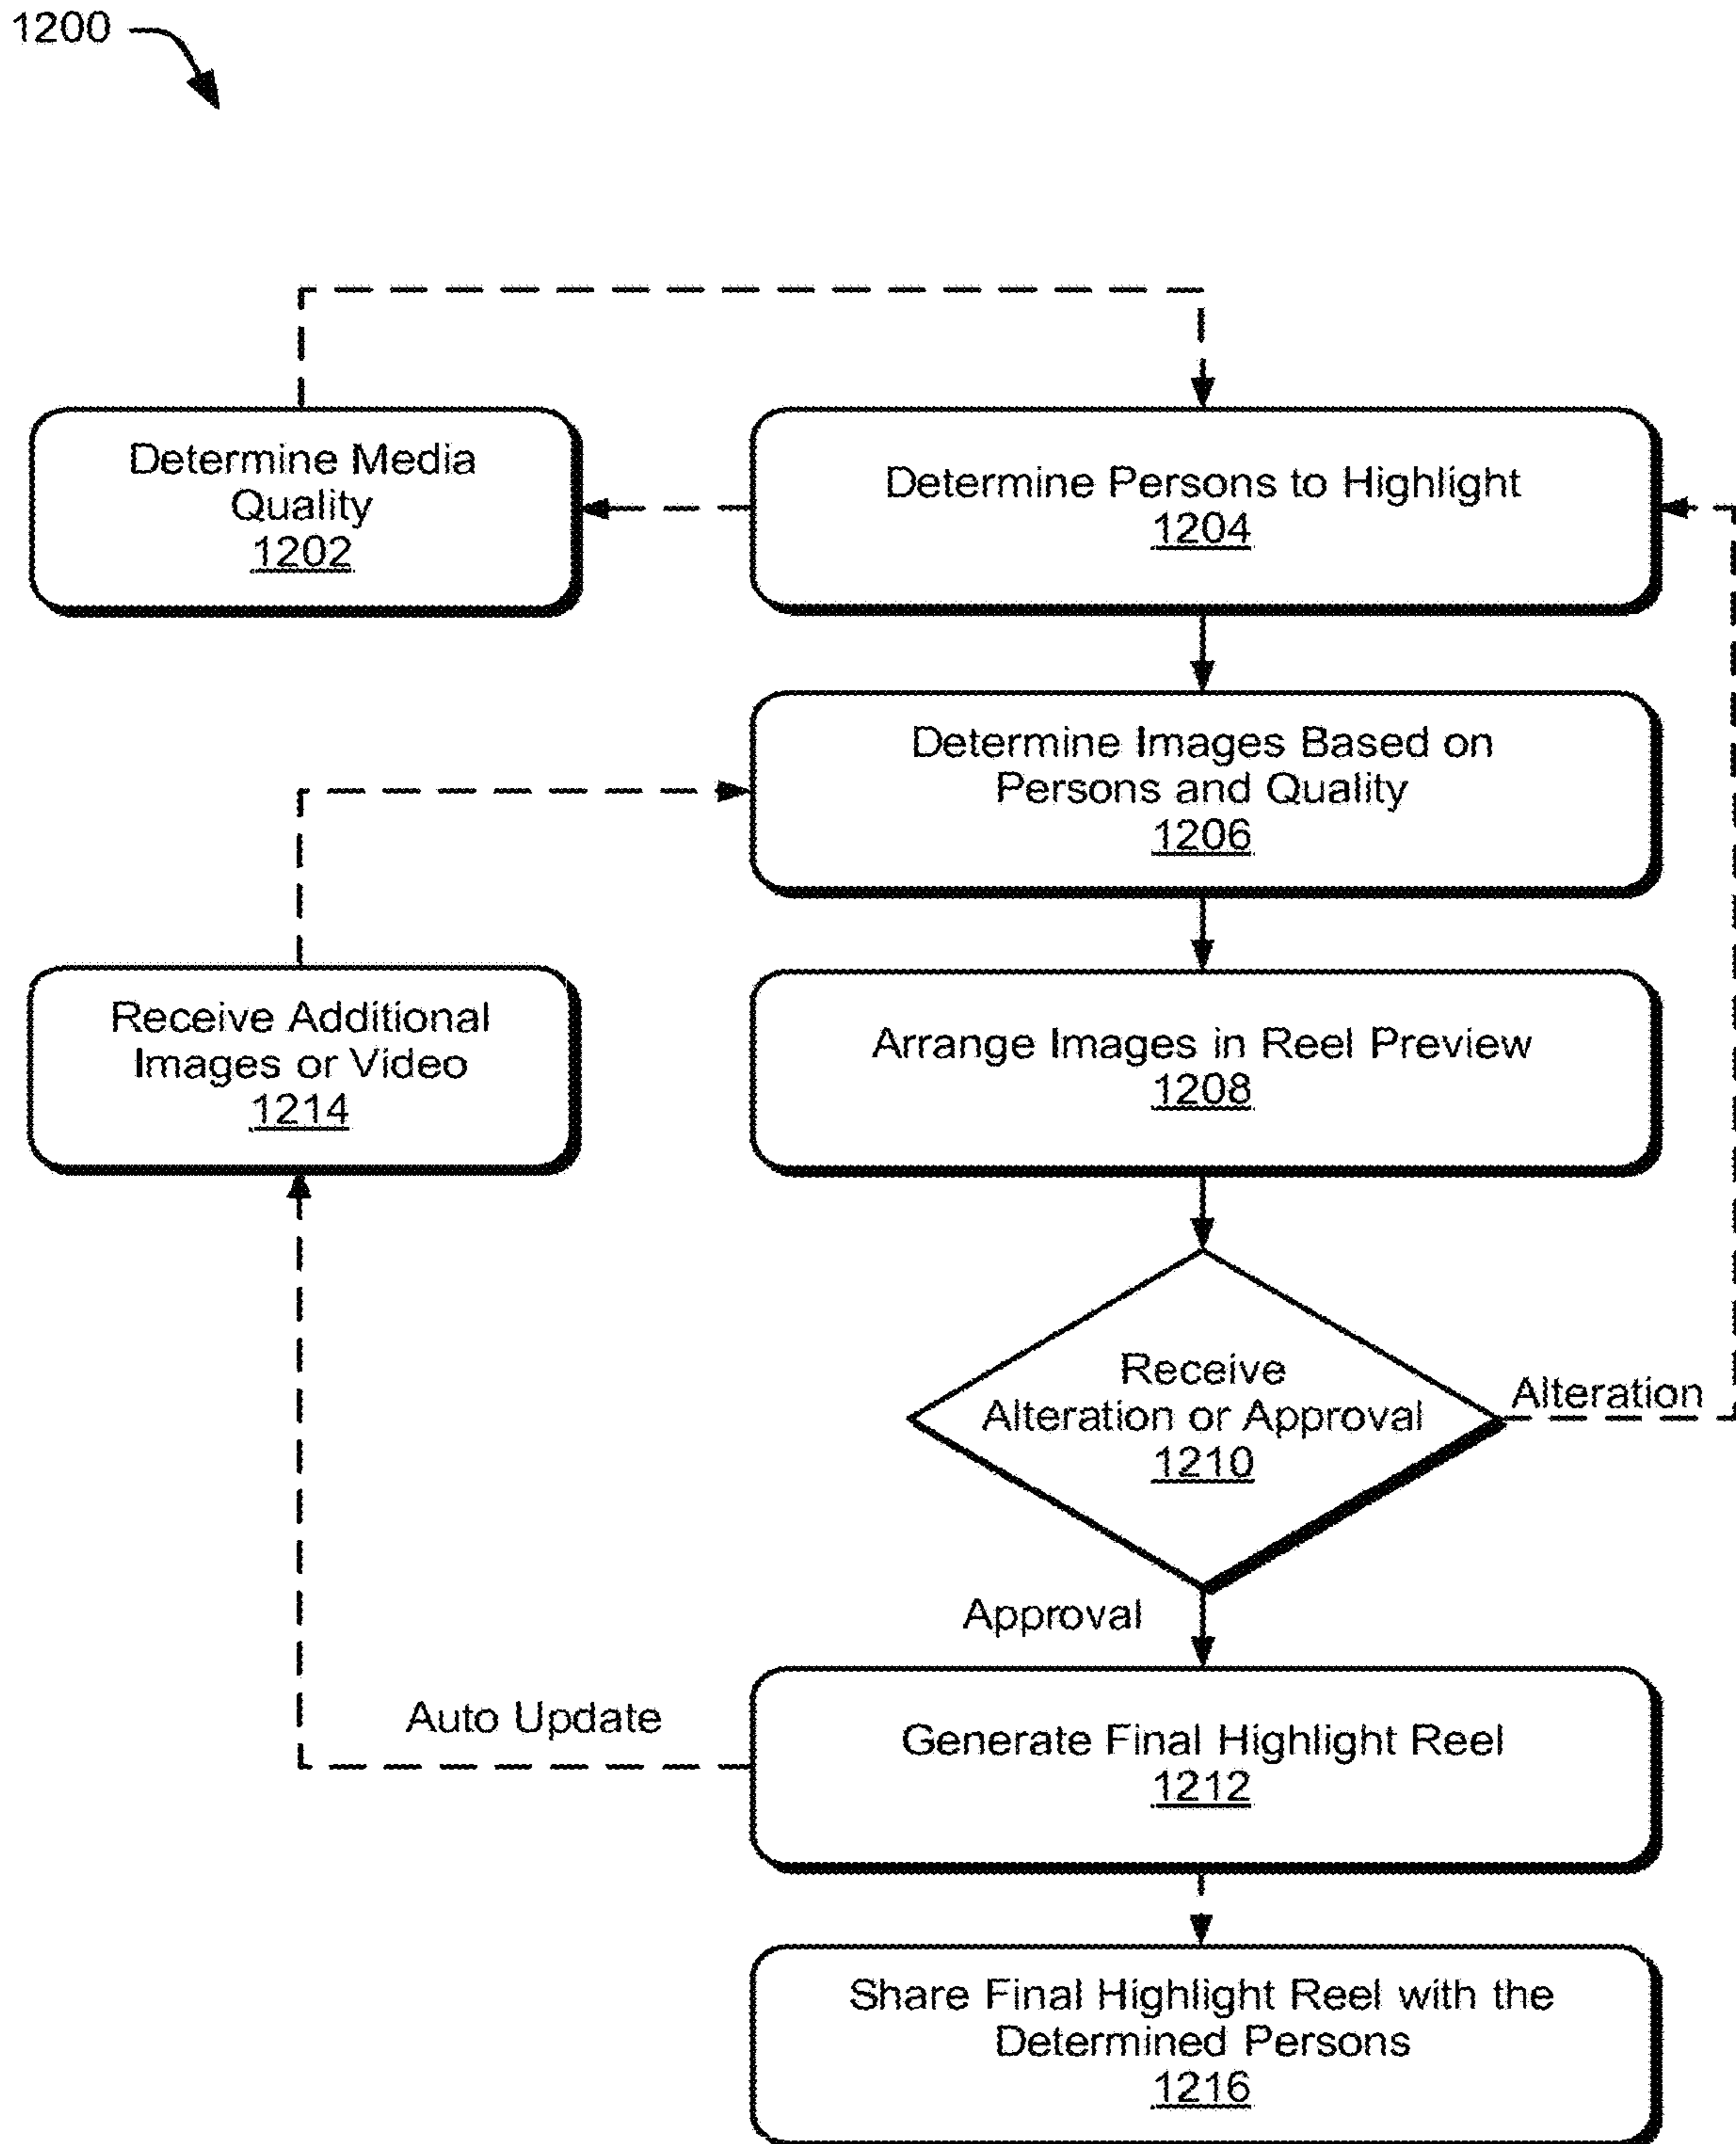 1200
Determine Media
Quality
1202
Determine Persons to Highlight
1204
Determine Images Based on
Persons and Quality
1206
Receive Additional
Images or Video
1214
Arrange Images in Reel Preview
1208
Receive
Alteration or Approval
1210
Alteration
Approval
Auto Update
Generate Final Highlight Reel
1212
Share Final Highlight Reel with the
Determined Persons
1216